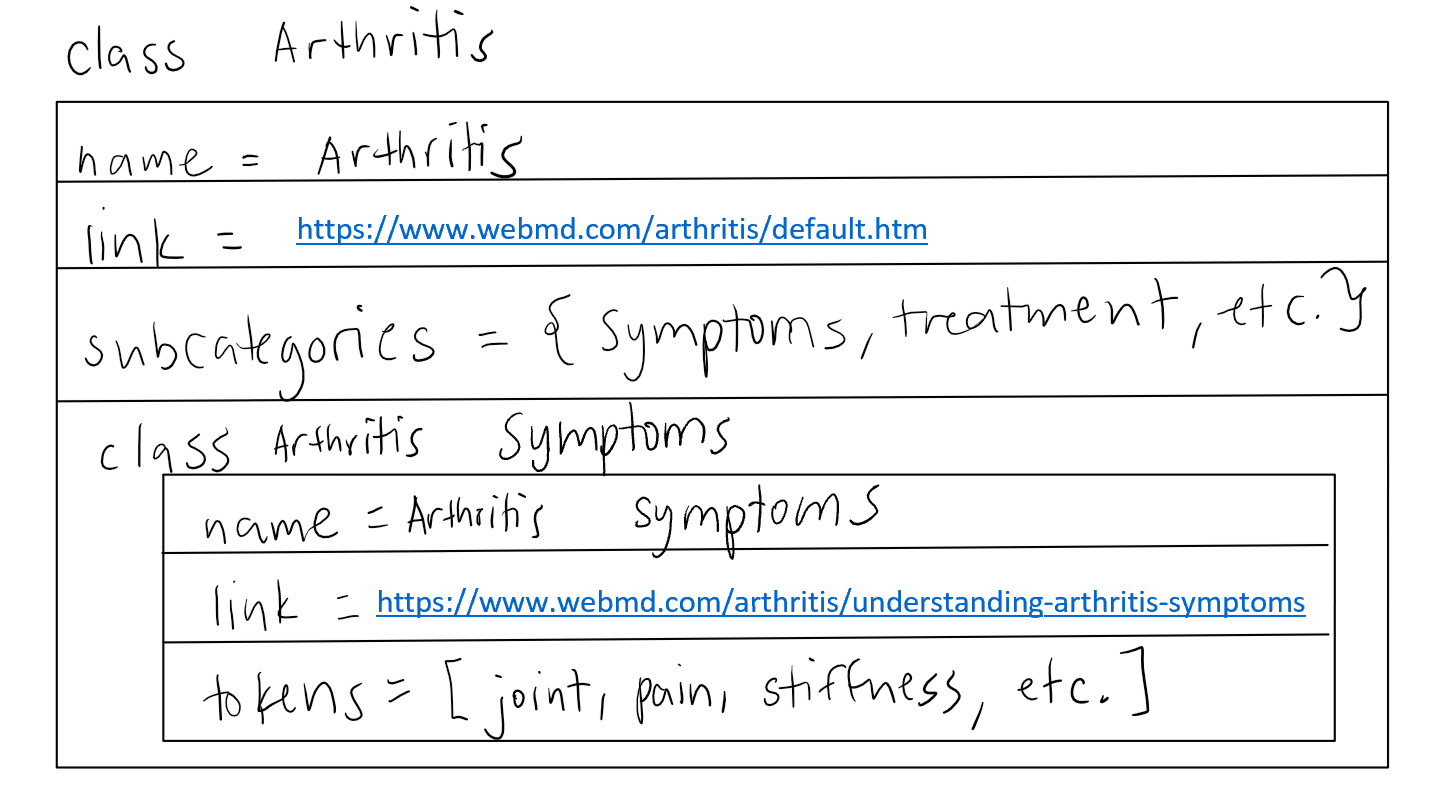 class Arthritis
name = Arthritis
link = https://www.webmd.com/arthritis/default.htm
subcategories = { symptoms, treatment, etc.}
class Arthritis Symptoms
name = Arthritis symptoms
link = https://www.webmd.com/arthritis/understanding-arthritis-symptoms
tokens = [joint, pain, stiffness, etc.]